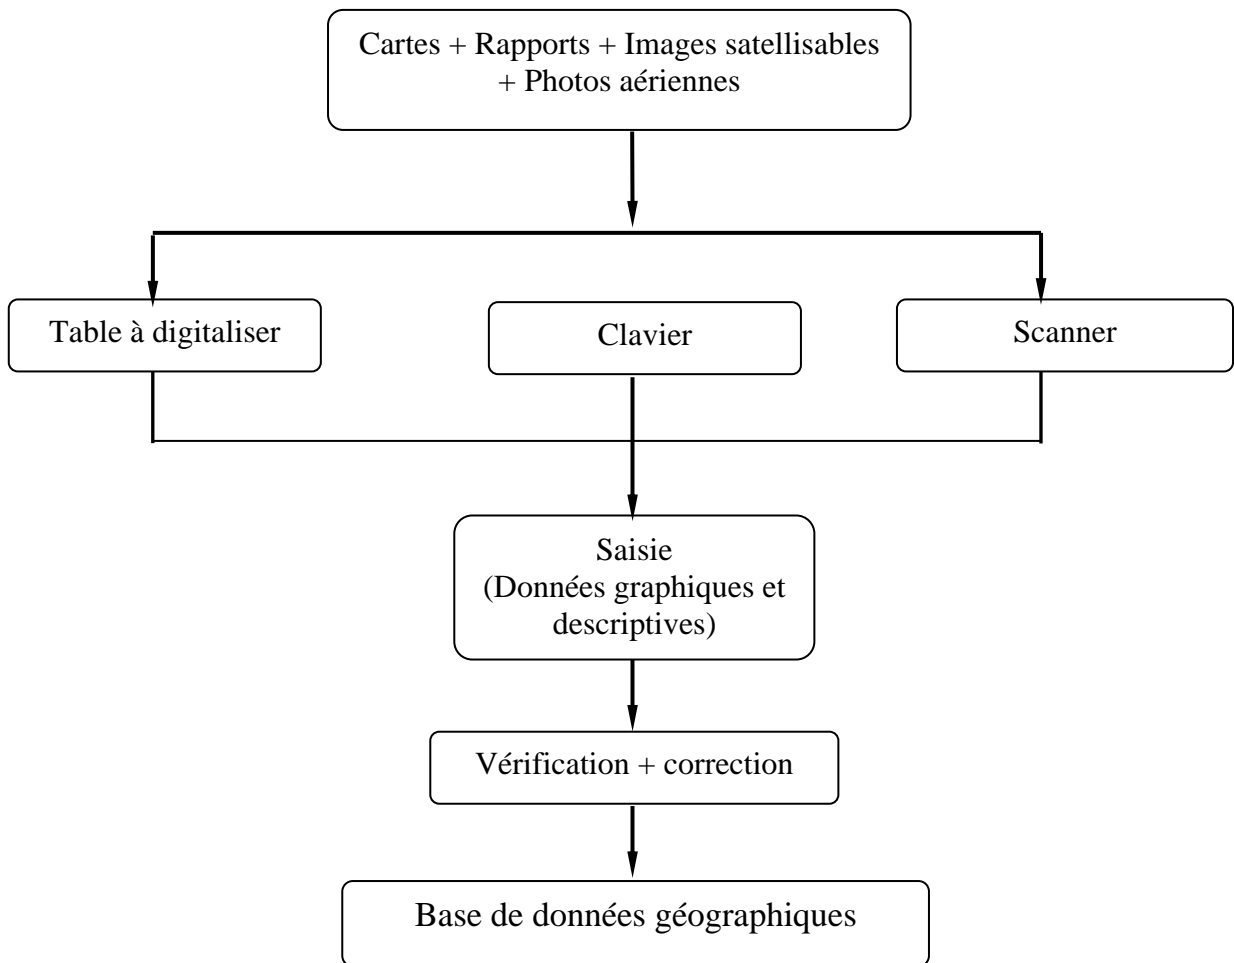 Cartes + Rapports + Images satellisables
+ Photos aériennes
Table à digitaliser
Clavier
Scanner
Saisie
(Données graphiques et
descriptives)
Vérification + correction
Base de données géographiques